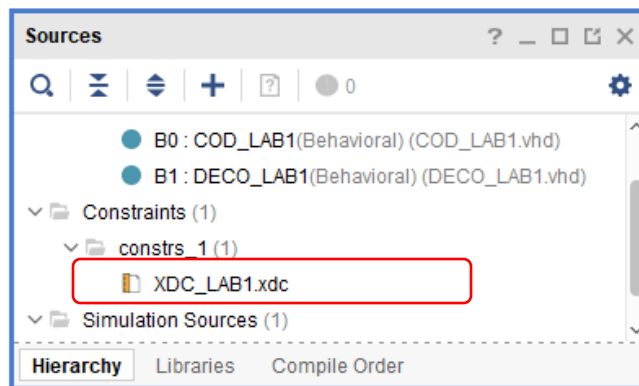 Sources
0
B0 : COD_LAB1(Behavioral) (COD_LAB1.vhd)
B1 : DECO_LAB1(Behavioral) (DECO_LAB1.vhd)
Constraints (1)
constrs_1 (1)
XDC_LAB1.xdc
Simulation Sources (1)
Hierarchy Libraries Compile Order